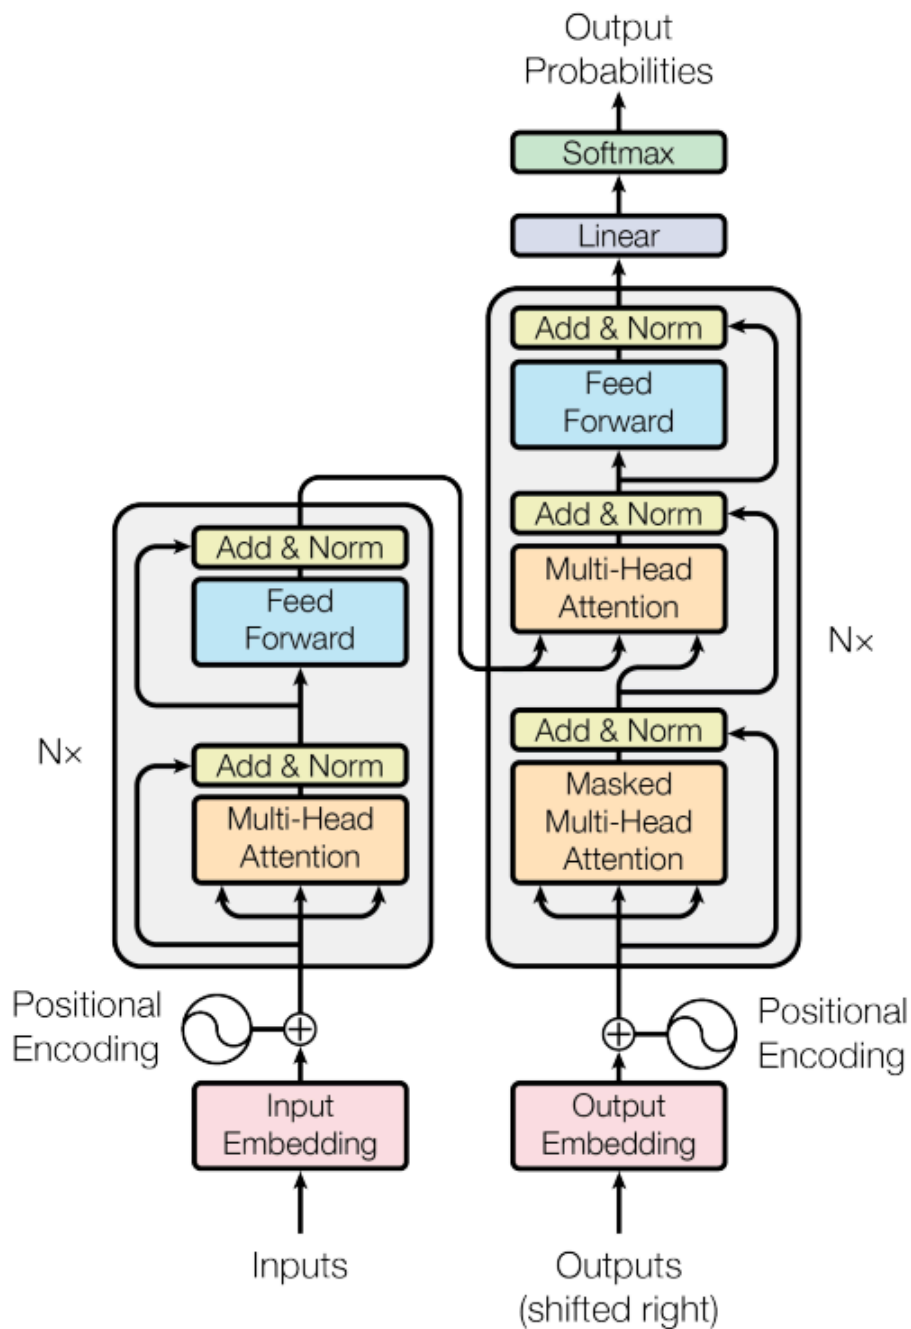 Output
Probabilities
Softmax
Linear
Add & Norm
Feed
Forward
Add & Norm
Multi-Head
Attention
Add & Norm
Masked
Multi-Head
Attention
N×
Add & Norm
Feed
Forward
Add & Norm
Multi-Head
Attention
N×
Positional
Encoding
Positional
Encoding
Input
Embedding
Output
Embedding
Inputs
Outputs
(shifted right)